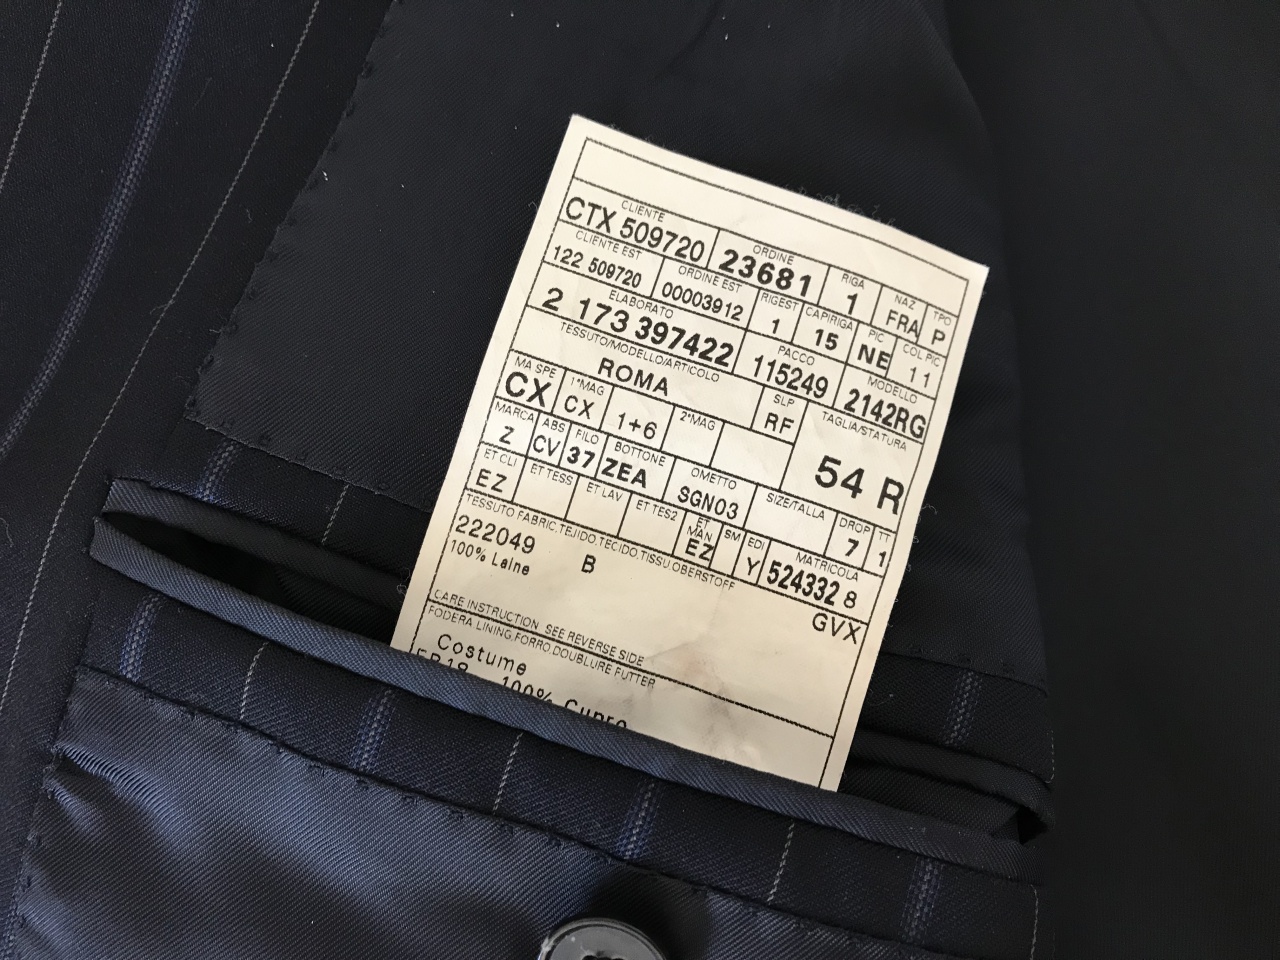 CLIENTE ORDINE RIGA NAZ TPO
CTX 509720 23681 1 FRA P
CLIENTE EST ORDINE EST RIGEST CAPIRIGA PIC COL PIC
122 509720 00003912 1 15 NE 11
ELABORATO PACCO MODELLO
2 173 397422 115249 2142RG
TESSUTO/MODELLO/ARTICOLO SLP TAGLIA/STATURA
ROMA RF 54 R
MA SPE 1°MAG 2°MAG
CX CX 1+6
MARCA ABS FILO BOTTONE OMETTO SIZE/TALLA DROP TT
Z CV 37 ZEA SGN03 7 1
ET CLI ET TESS ET LAV ET TES2 ET MAN SM EDI MATRICOLA
EZ EZ Y 524332 8
TESSUTO FABRIC,TEJIDO,TECIDO,TISSU,OBERSTOFF
222049 B GVX
100% Laine
CARE INSTRUCTION SEE REVERSE SIDE
FODERA LINING,FORRO,DOUBLURE FUTTER
Costume
100% Cupro